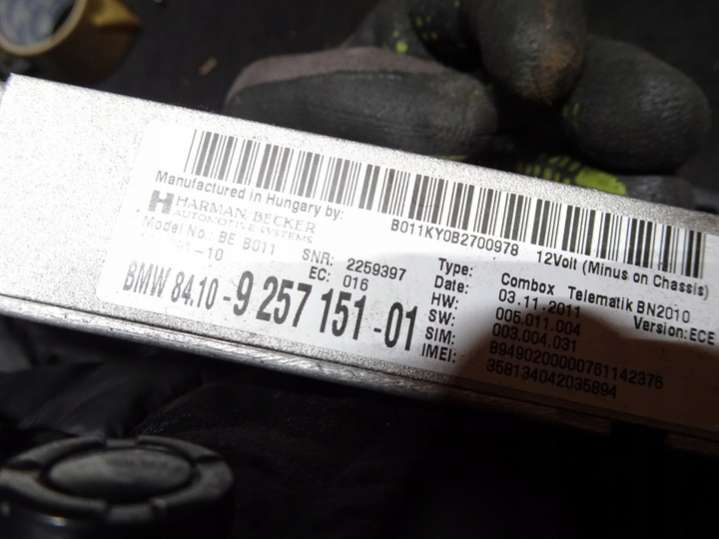 Manufactured in Hungary by:
HARMAN/BECKER
AUTOMOTIVE SYSTEMS
Model No.: BE B011
-10
BMW 84.10 - 9 257 151 - 01
SNR: 2259397
EC: 016
B011KY0B2700978
12Volt (Minus on Chassis)
Type: Combox Telematik BN2010
Date: 03.11.2011
Version: ECE
HW: 005.011.004
SW: 003.004.031
SIM: 89490200000761142376
IMEI: 358134042035894